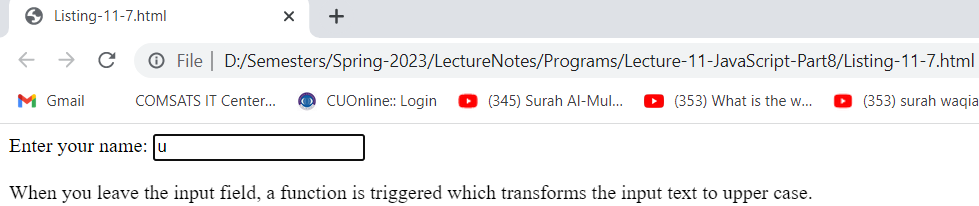 Listing-11-7.html
File | D:/Semesters/Spring-2023/LectureNotes/Programs/Lecture-11-JavaScript-Part8/Listing-11-7.html
Gmail COMSATS IT Center... CUOnline:: Login (345) Surah Al-Mul... (353) What is the w... (353) surah waqia
Enter your name: u
When you leave the input field, a function is triggered which transforms the input text to upper case.